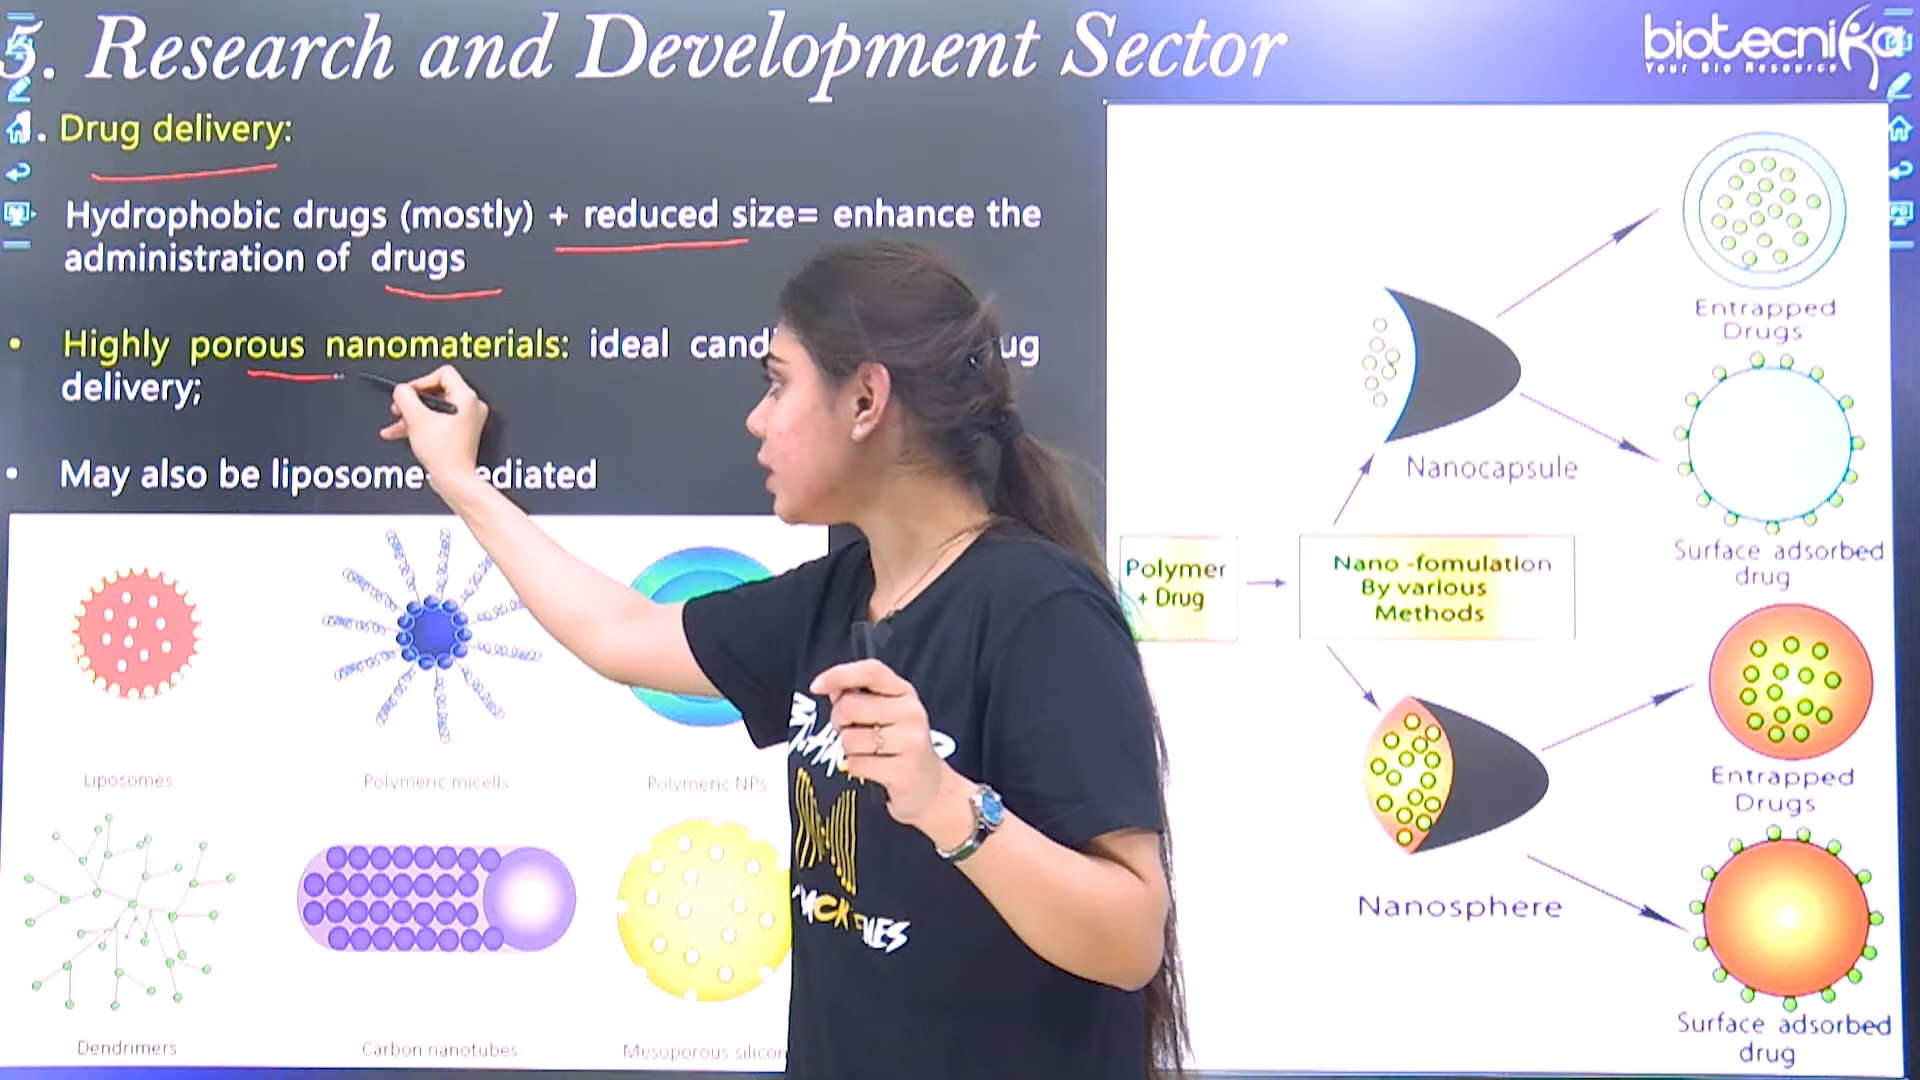 5. Research and Development Sector
biotecnika
Your Bio Resource
. Drug delivery:
Hydrophobic drugs (mostly) + reduced size= enhance the
administration of drugs
• Highly porous nanomaterials: ideal
delivery;
• May also be
Liposomes
Polymeric micells
Polymeric NPs
Dendrimers
Carbon nanotubes
Mesoporous
Polymer
+ Drug
Nano -fomulation
By various
Methods
Nanocapsule
Nanosphere
Entrapped
Drugs
Surface adsorbed
drug
Entrapped
Drugs
Surface adsorbed
drug